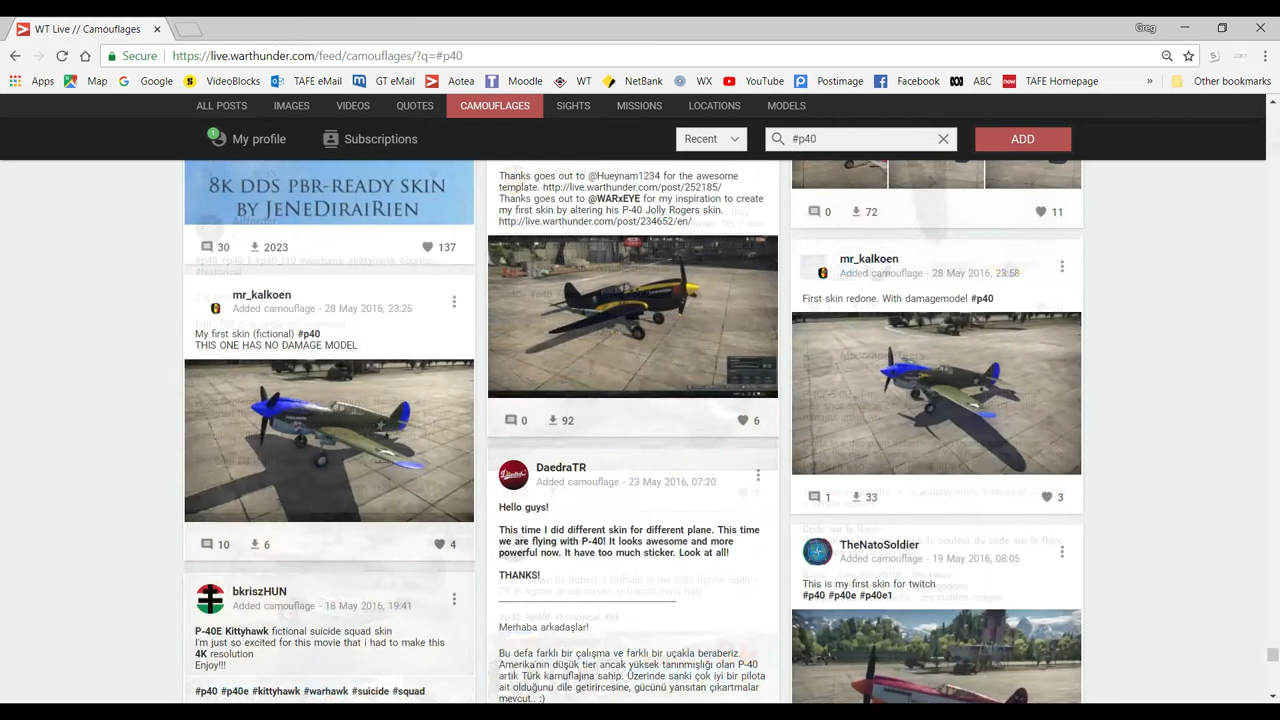 WT Live // Camouflages
Greg
Secure https://live.warthunder.com/feed/camouflages/?q=#p40
Apps Map Google VideoBlocks TAFE eMail GT eMail Aotea Moodle WT NetBank WX YouTube Postimage Facebook ABC TAFE Homepage » Other bookmarks
ALL POSTS IMAGES VIDEOS QUOTES CAMOUFLAGES SIGHTS MISSIONS LOCATIONS MODELS
1 My profile Subscriptions Recent #p40 ADD
8K DDS PBR-READY SKIN
BY JENEDIRAIRIEN
30 2023 137
mr_kalkoen
Added camouflage - 28 May 2016, 23:25
My first skin (fictional) #p40
THIS ONE HAS NO DAMAGE MODEL
10 6 4
bkriszHUN
Added camouflage - 18 May 2016, 19:41
P-40E Kittyhawk fictional suicide squad skin
I'm just so excited for this movie that i had to make this
4K resolution
Enjoy!!!
#p40 #p40e #kittyhawk #warhawk #suicide #squad
Thanks goes out to @Hueynam1234 for the awesome
template. http://live.warthunder.com/post/252185/
Thanks goes out to @WARxEYE for my inspiration to create
my first skin by altering his P-40 Jolly Rogers skin.
http://live.warthunder.com/post/234652/en/
0 92 6
DaedraTR
Added camouflage - 23 May 2016, 07:20
Hello guys!
This time I did different skin for different plane. This time
we are flying with P-40! It looks awesome and more
powerful now. It have too much sticker. Look at all!
THANKS!
Merhaba arkadaşlar!
Bu defa farklı bir çalışma ve farklı bir uçakla beraberiz.
Amerika'nın düşük tier ancak yüksek tanınmışlığı olan P-40
artık Türk kamuflajına sahip. Üzerinde sanki çok iyi bir pilota
ait olduğunu dile getirircesine, gücünü yansıtan çıkartmalar
mevcut.. :)
0 72 11
mr_kalkoen
Added camouflage - 28 May 2016, 23:58
First skin redone. With damagemodel #p40
1 33 3
TheNatoSoldier
Added camouflage - 19 May 2016, 08:05
This is my first skin for twitch
#p40 #p40e #p40e1